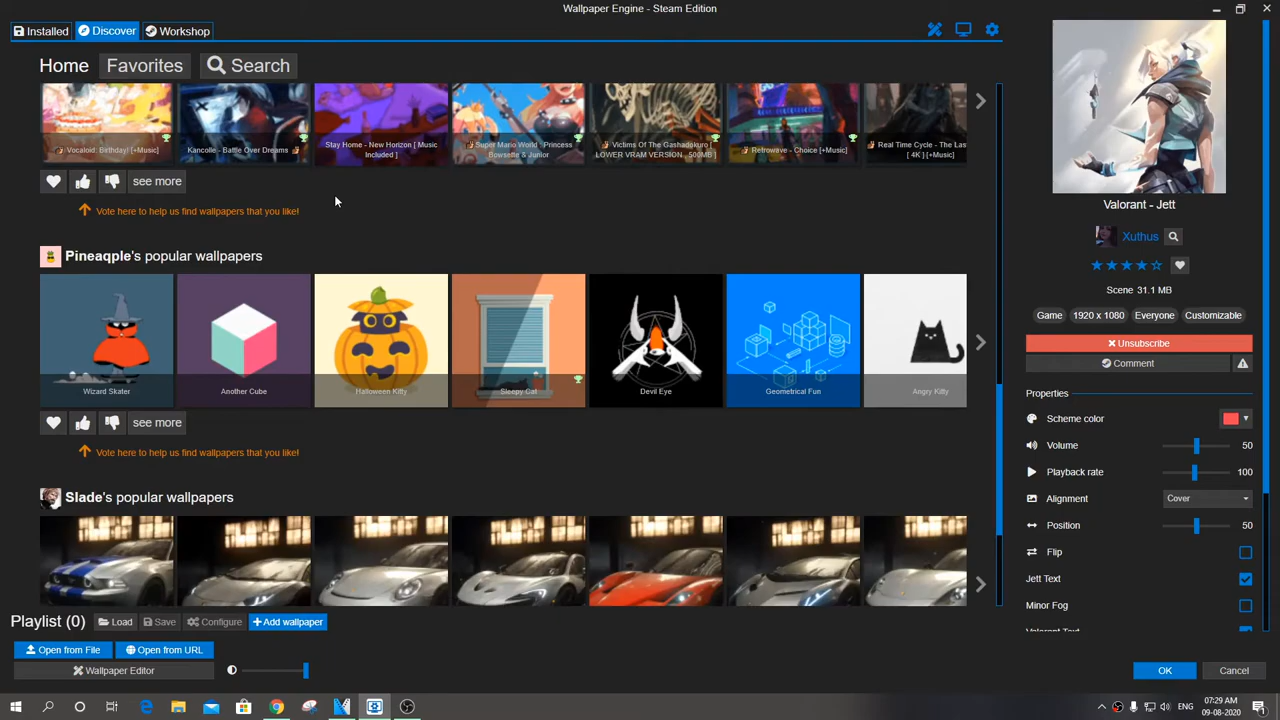 Wallpaper Engine - Steam Edition
Installed
Discover
Workshop
Home
Favorites
Search
Vocaloid: Birthday! [+Music]
Kancolle - Battle Over Dreams
Stay Home - New Horizon [ Music
Included ]
Super Mario World : Princess
Bowsette & Junior
Victims Of The Gashadokuro [
LOWER VRAM VERSION , 500MB ]
Retrowave - Choice [+Music]
Real Time Cycle - The Las
[ 4K ] [+Music]
see more
Vote here to help us find wallpapers that you like!
Pineaqple's popular wallpapers
Wizard Skater
Another Cube
Halloween Kitty
Sleepy Cat
Devil Eye
Geometrical Fun
Angry Kitty
see more
Vote here to help us find wallpapers that you like!
Slade's popular wallpapers
Playlist (0)
Load
Save
Configure
Add wallpaper
Open from File
Open from URL
Wallpaper Editor
Valorant - Jett
Xuthus
Scene 31.1 MB
Game
1920 x 1080
Everyone
Customizable
Unsubscribe
Comment
Properties
Scheme color
Volume
50
Playback rate
100
Alignment
Cover
Position
50
Flip
Jett Text
Minor Fog
Valorant Text
OK
Cancel
ENG
07:29 AM
09-08-2020
1